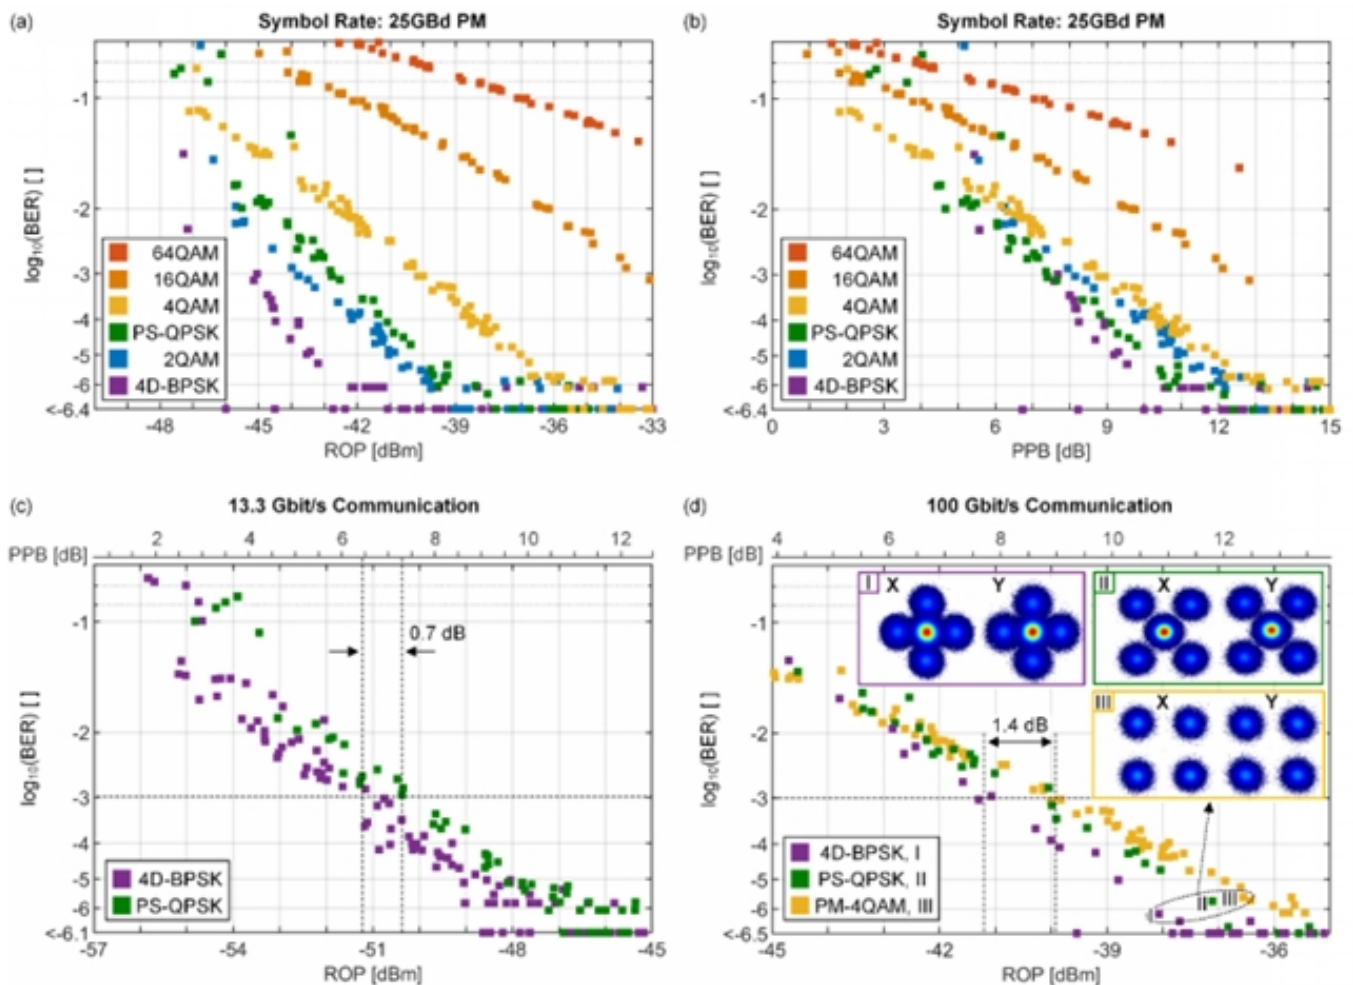 (a)
Symbol Rate: 25GBd PM
-1
-2
-3
-4
-5
-6
<-6.4
log10(BER) [ ]
64QAM
16QAM
4QAM
PS-QPSK
2QAM
4D-BPSK
-48
-45
-42
-39
-36
-33
ROP [dBm]
(b)
Symbol Rate: 25GBd PM
-1
-2
-3
-4
-5
-6
<-6.4
log10(BER) [ ]
64QAM
16QAM
4QAM
PS-QPSK
2QAM
4D-BPSK
0
3
6
9
12
15
PPB [dB]
(c)
13.3 Gbit/s Communication
PPB [dB]
2
4
6
8
10
12
0.7 dB
-1
-2
-3
-4
-5
-6
<-6.1
log10(BER) [ ]
4D-BPSK
PS-QPSK
-57
-54
-51
-48
-45
ROP [dBm]
(d)
100 Gbit/s Communication
PPB [dB]
4
6
8
10
12
I
X
Y
II
X
Y
III
X
Y
1.4 dB
-1
-2
-3
-4
-5
-6
<-6.5
log10(BER) [ ]
4D-BPSK, I
PS-QPSK, II
PM-4QAM, III
I
II
III
-45
-42
-39
-36
ROP [dBm]